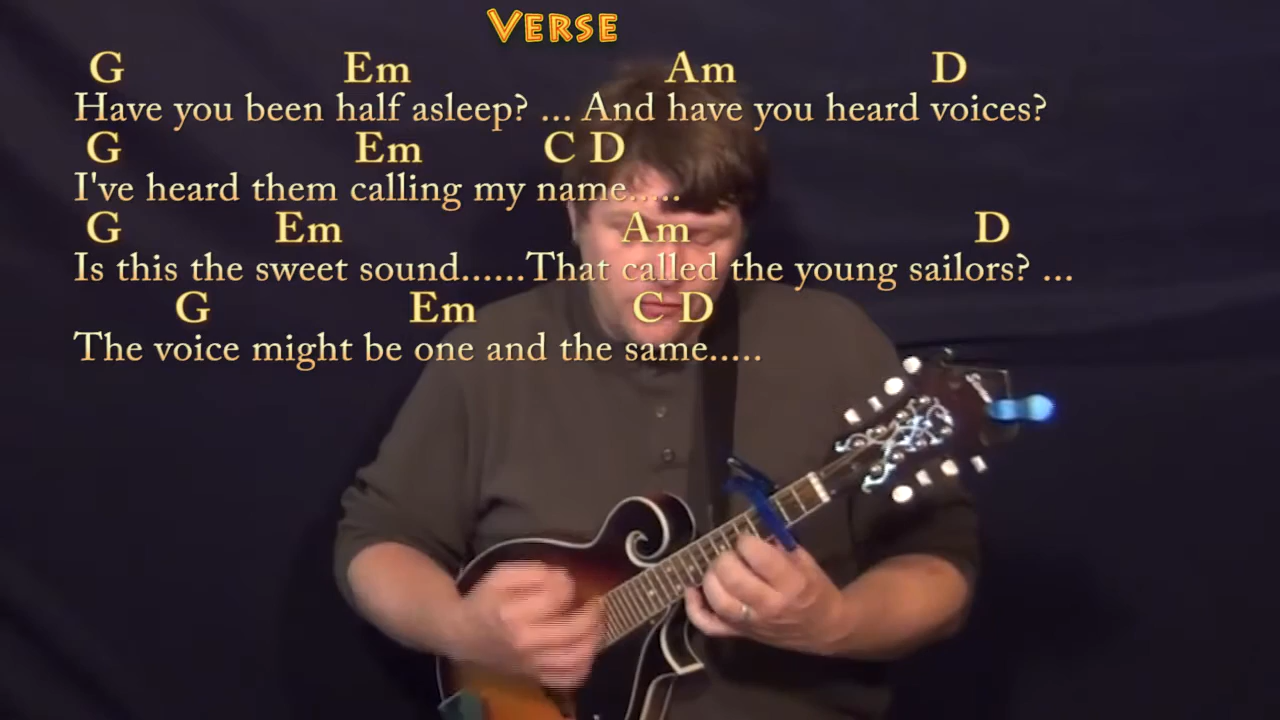 VERSE
G Em Am D
Have you been half asleep? ... And have you heard voices?
G Em C D
I've heard them calling my name.....
G Em Am D
Is this the sweet sound......That called the young sailors? ...
G Em C D
The voice might be one and the same.....